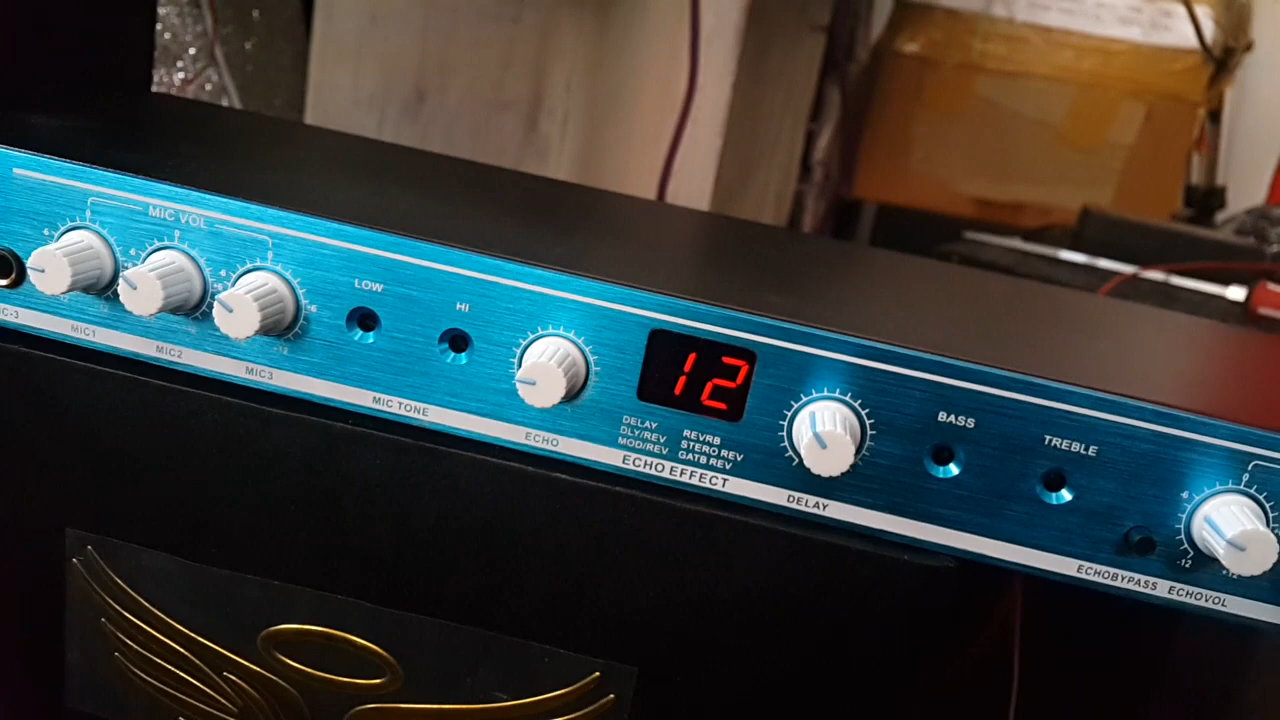 MIC VOL
LOW
HI
MIC1
MIC2
MIC3
MIC TONE
ECHO
12
DELAY
DLY/REV
MOD/REV
REVRB
STERO REV
GATB REV
ECHO EFFECT
DELAY
BASS
TREBLE
ECHOBYPASS
ECHOVOL